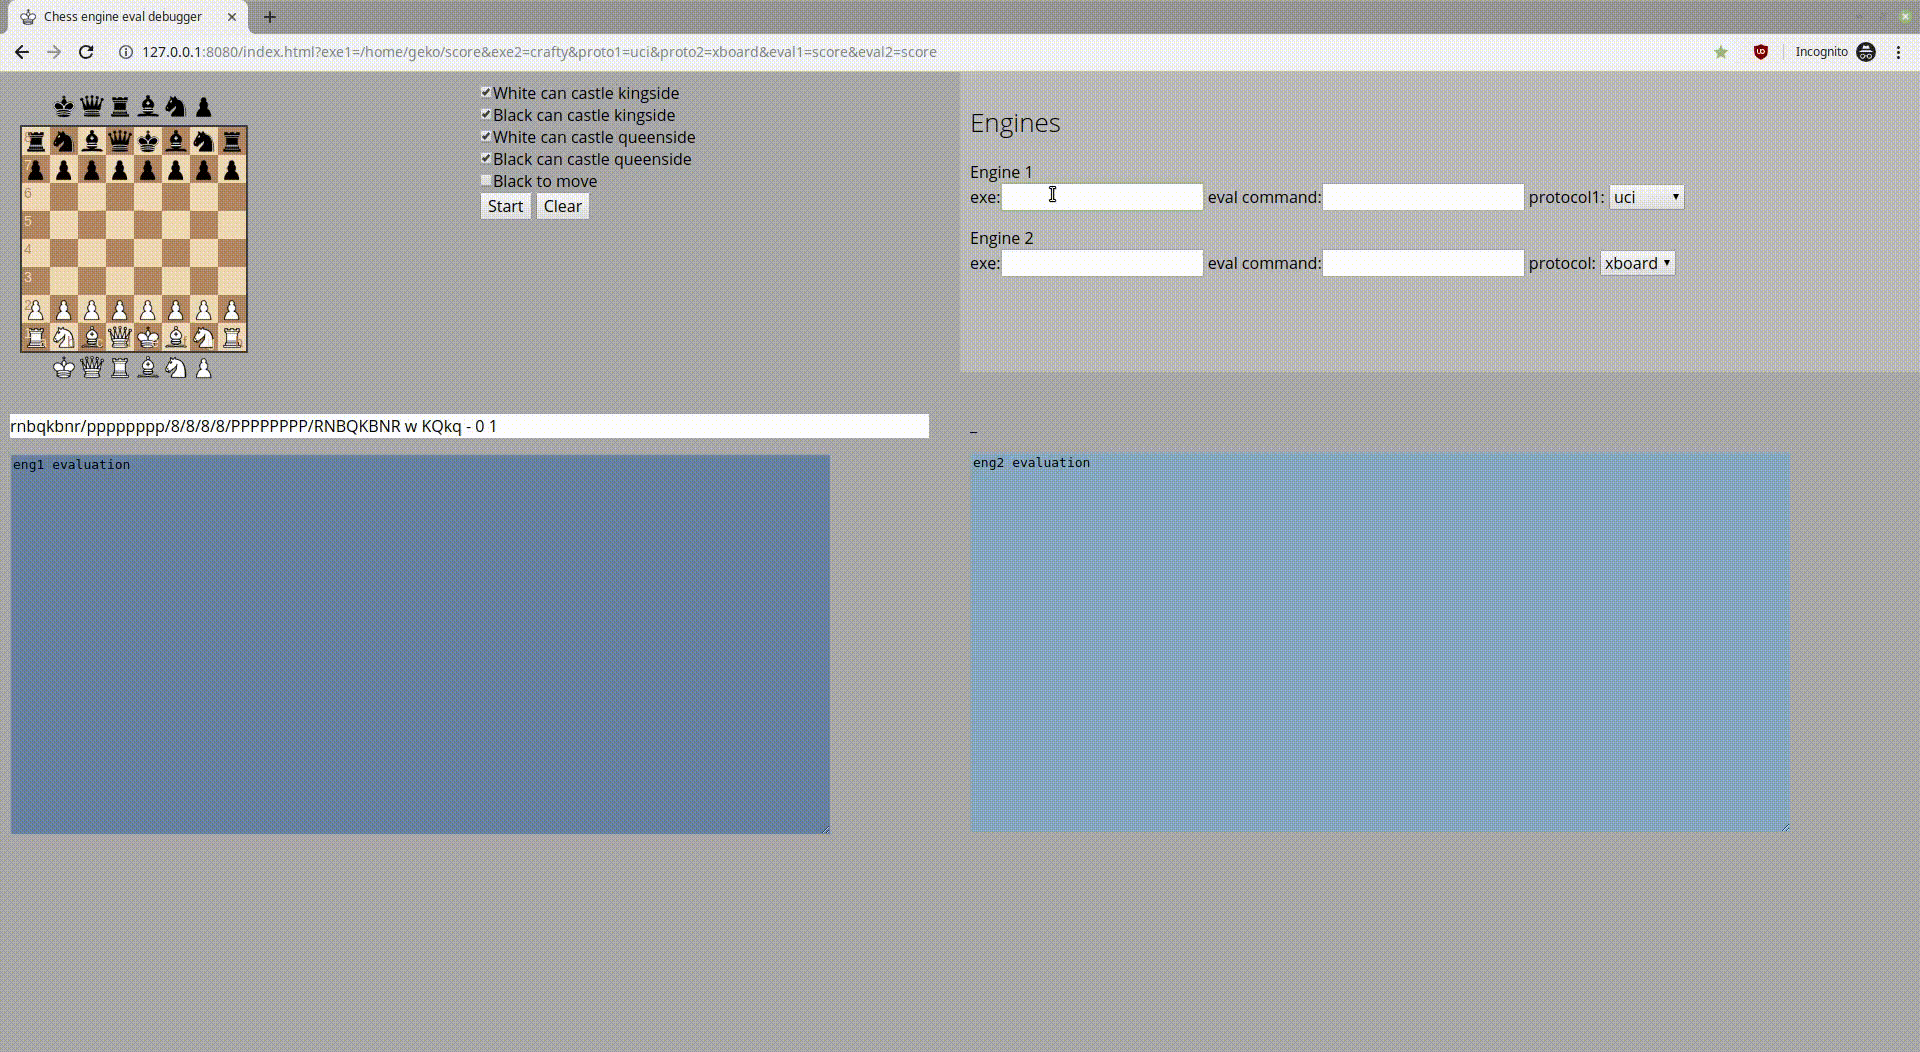 Chess engine eval debugger
127.0.0.1:8080/index.html?exe1=/home/geko/score&exe2=crafty&proto1=uci&proto2=xboard&eval1=score&eval2=score
Incognito
White can castle kingside
Black can castle kingside
White can castle queenside
Black can castle queenside
Black to move
Start Clear
8
7
6
5
4
3
2
Engines
Engine 1
exe: eval command: protocol1: uci
Engine 2
exe: eval command: protocol: xboard
rnbqkbnr/pppppppp/8/8/8/8/PPPPPPPP/RNBQKBNR w KQkq - 0 1
–
eng1 evaluation
eng2 evaluation